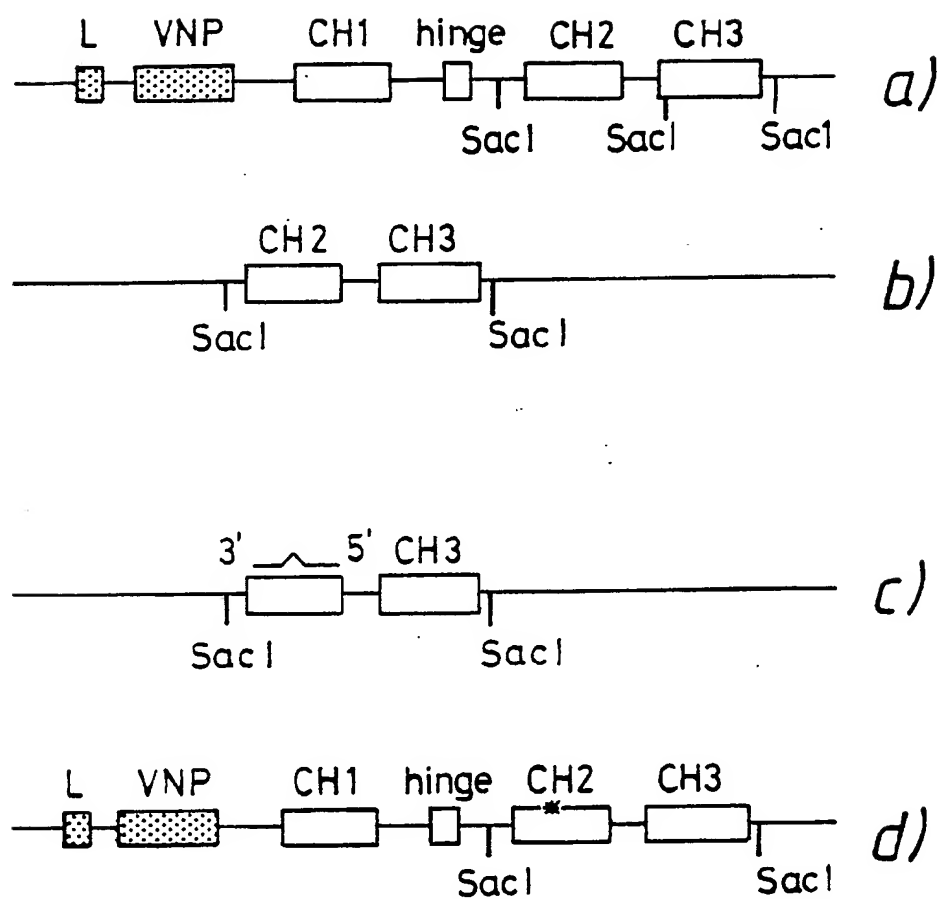 L VNP CH1 hinge CH2 CH3
a)
SacI SacI Sac1
CH2 CH3
b)
SacI SacI
3' 5' CH3
c)
SacI SacI
L VNP CH1 hinge CH2 CH3
*
d)
SacI SacI